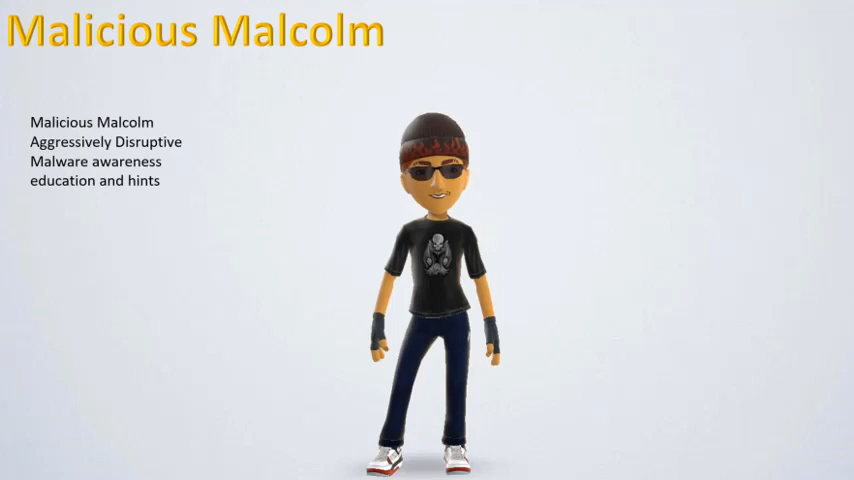 Malicious Malcolm
Malicious Malcolm
Aggressively Disruptive
Malware awareness
education and hints